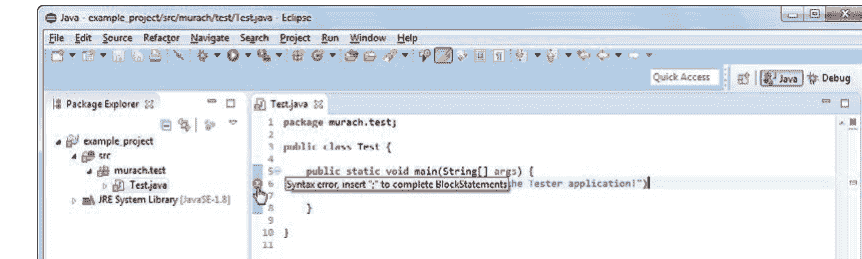 Java - example_project/src/murach/test/Test.java - Eclipse
File Edit Source Refactor Navigate Search Project Run Window Help
Quick Access Java Debug
Package Explorer
example_project
src
murach.test
Test.java
JRE System Library [JavaSE-1.8]
Test.java
1 package murach.test;
2
3 public class Test {
4
5 public static void main(String[] args) {
6 Syntax error, insert ";" to complete BlockStatements he Tester application!")
7
8 }
9
10 }
11